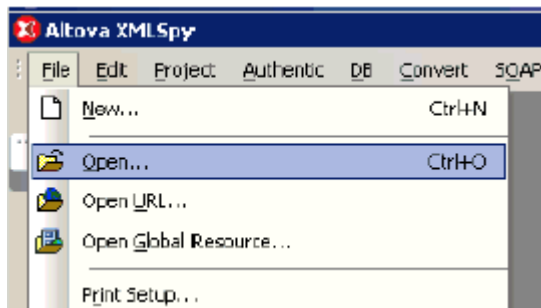 Altova XMLSpy
File Edit Project Authentic DB Convert SOAP
New... Ctrl+N
Open... Ctrl+O
Open URL...
Open Global Resource...
Print Setup...